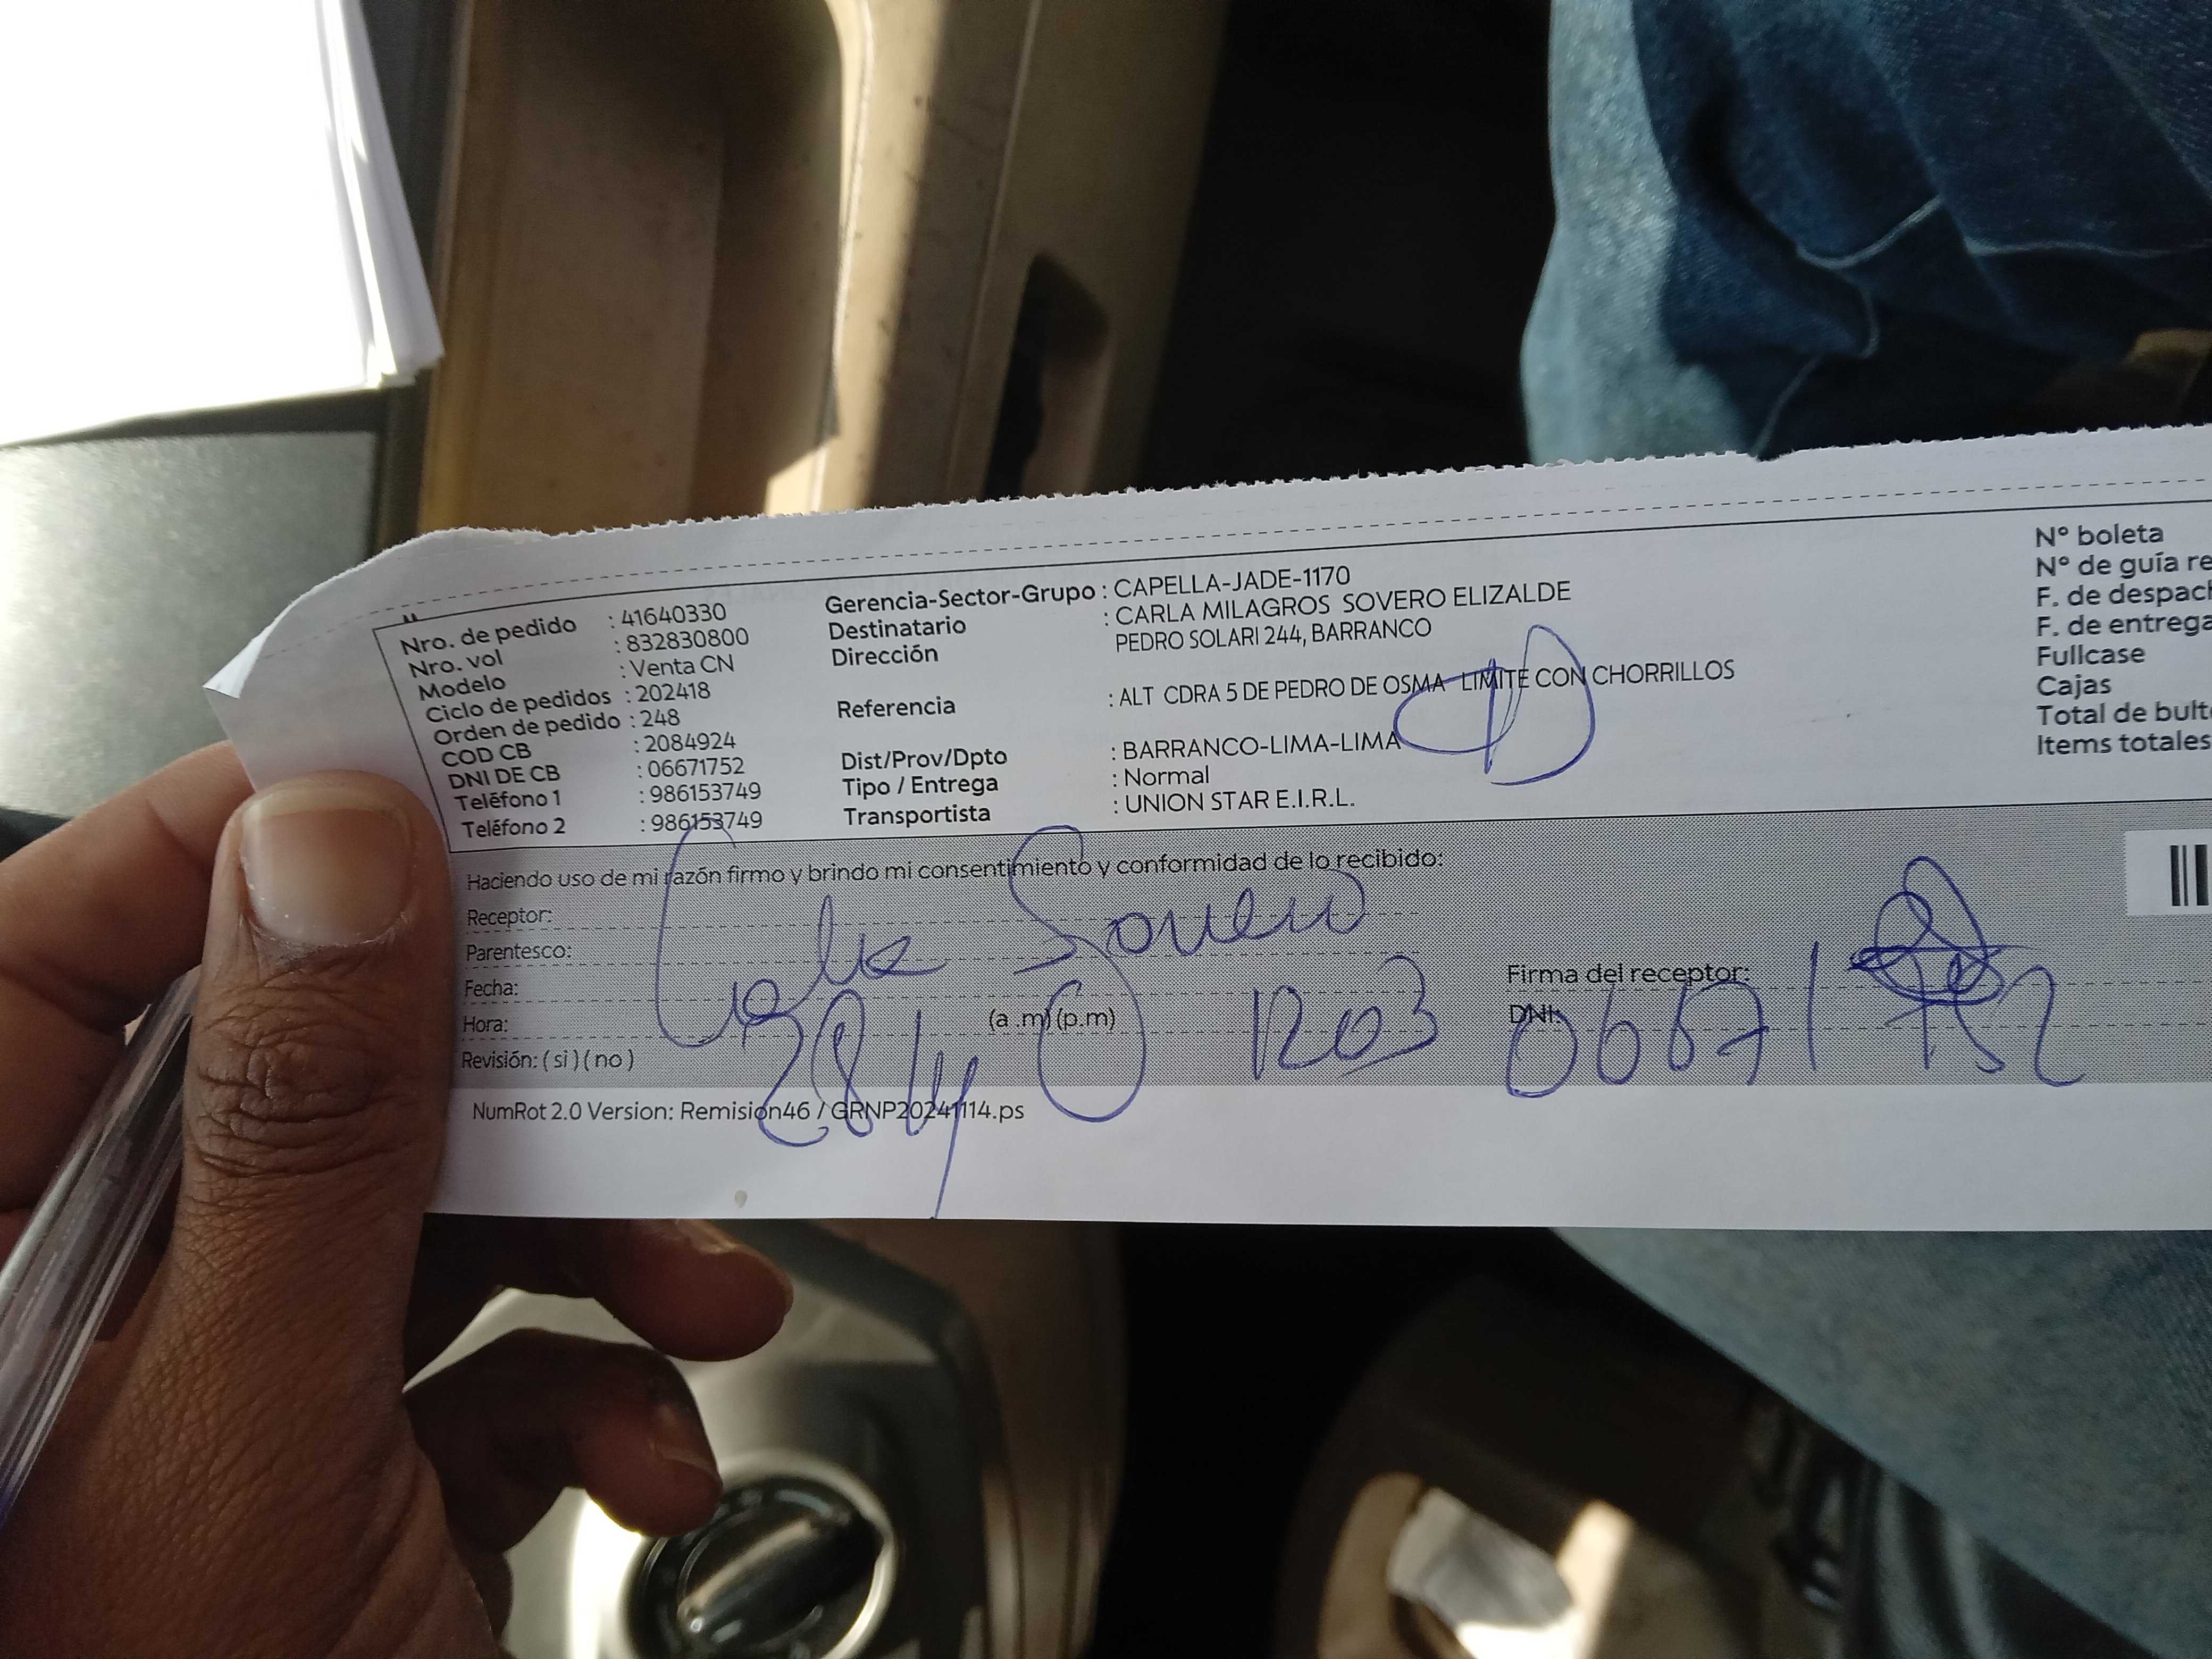 Nro. de pedido : 41640330
Nro. vol : 832830800
Modelo : Venta CN
Ciclo de pedidos : 202418
Orden de pedido : 248
COD CB : 2084924
DNI DE CB : 06671752
Teléfono 1 : 986153749
Teléfono 2 : 986153749
Gerencia-Sector-Grupo : CAPELLA-JADE-1170
Destinatario : CARLA MILAGROS SOVERO ELIZALDE
Dirección PEDRO SOLARI 244, BARRANCO
Referencia : ALT CDRA 5 DE PEDRO DE OSMA LIMITE CON CHORRILLOS
Dist/Prov/Dpto : BARRANCO-LIMA-LIMA
Tipo / Entrega : Normal
Transportista : UNION STAR E.I.R.L.
Nº boleta
Nº de guía re
F. de despach
F. de entrega
Fullcase
Cajas
Total de bult
Items totales
Haciendo uso de mi razón firmo y brindo mi consentimiento y conformidad de lo recibido:
Receptor:
Parentesco:
Carla Sovero
Fecha:
Hora: (a .m) (p.m) 1203
Revisión: ( si ) ( no )
Firma del receptor:
DNI: 06671752
NumRot 2.0 Version: Remision46 / GRNP20241114.ps